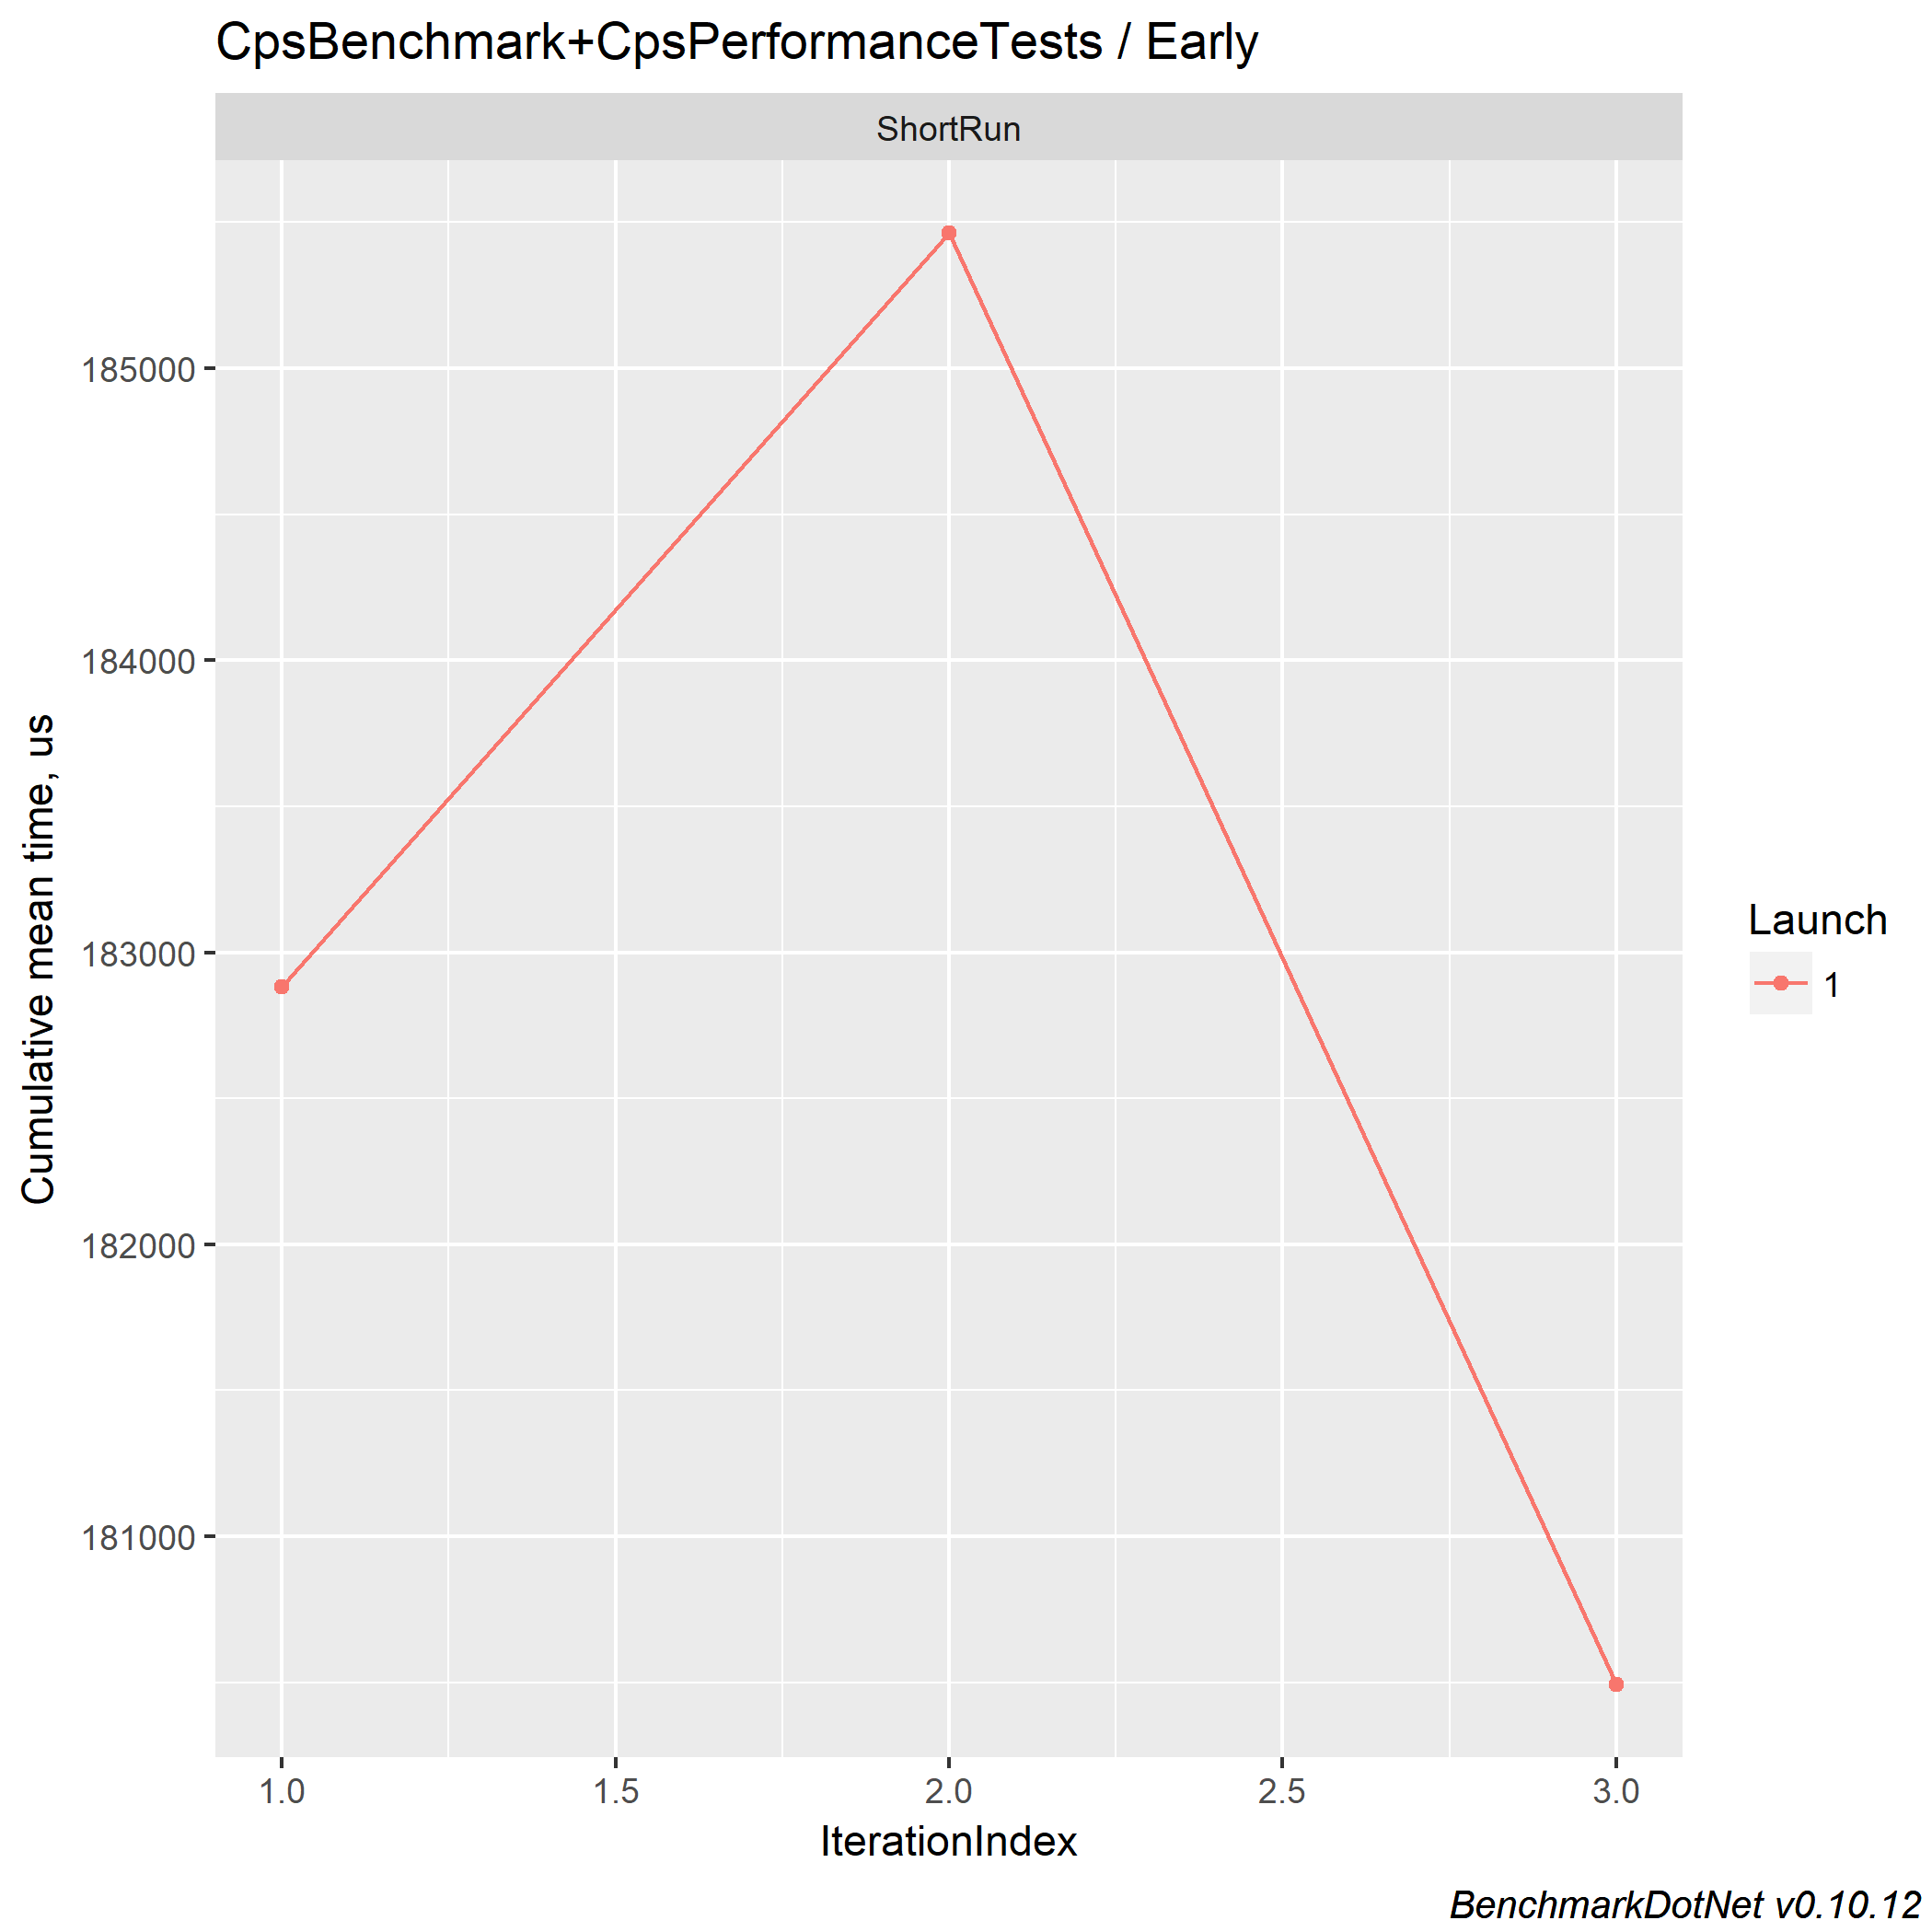 CpsBenchmark+CpsPerformanceTests / Early
ShortRun
Cumulative mean time, us
185000
184000
183000
182000
181000
1.0 1.5 2.0 2.5 3.0
IterationIndex
Launch
1
BenchmarkDotNet v0.10.12